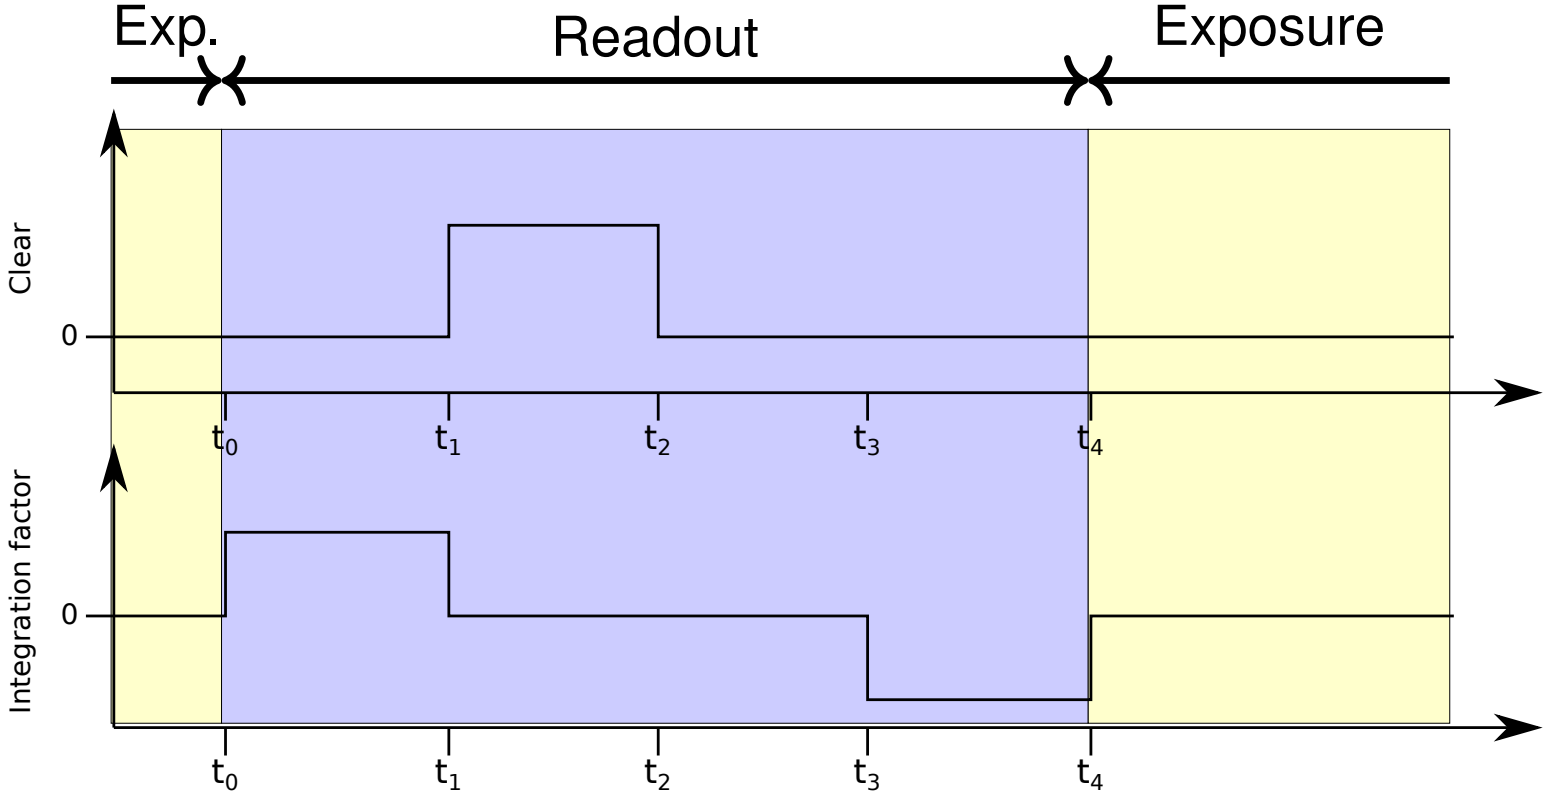 Exp. Readout Exposure
Clear
0
t0 t1 t2 t3 t4
Integration factor
0
t0 t1 t2 t3 t4